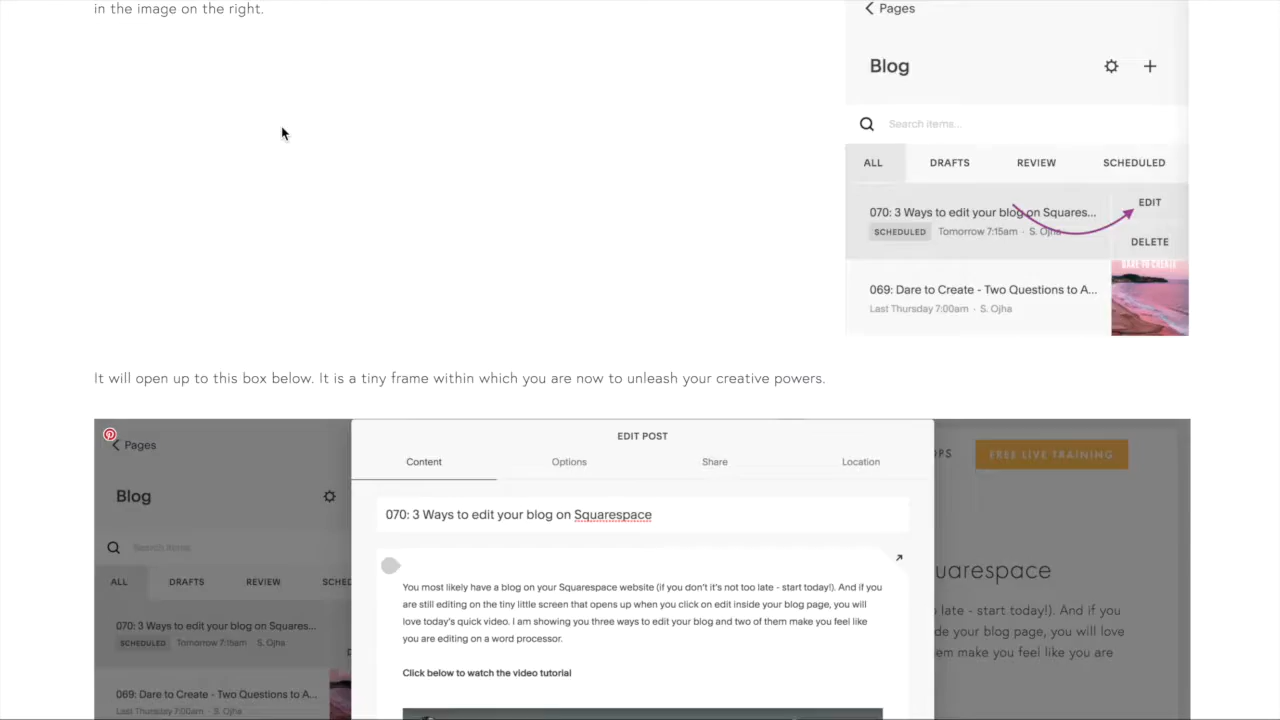 in the image on the right.
Pages
Blog
Search items...
ALL DRAFTS REVIEW SCHEDULED
070: 3 Ways to edit your blog on Squares...
EDIT
SCHEDULED Tomorrow 7:15am · S. Ojha
DELETE
DARE TO CREATE
069: Dare to Create - Two Questions to A...
Last Thursday 7:00am · S. Ojha
It will open up to this box below. It is a tiny frame within which you are now to unleash your creative powers.
Pages
Blog
Search items
ALL DRAFTS REVIEW SCHED
070: 3 Ways to edit your blog on Squares...
SCHEDULED Tomorrow 7:15am · S. Ojha
069: Dare to Create - Two Questions to A...
Last Thursday 7:00am · S. Ojha
EDIT POST
Content Options Share Location
070: 3 Ways to edit your blog on Squarespace
You most likely have a blog on your Squarespace website (if you don't it's not too late - start today!). And if you
are still editing on the tiny little screen that opens up when you click on edit inside your blog page, you will
love today's quick video. I am showing you three ways to edit your blog and two of them make you feel like
you are editing on a word processor.
Click below to watch the video tutorial
OPS FREE LIVE TRAINING
uarespace
late - start today!). And if you
de your blog page, you will love
em make you feel like you are